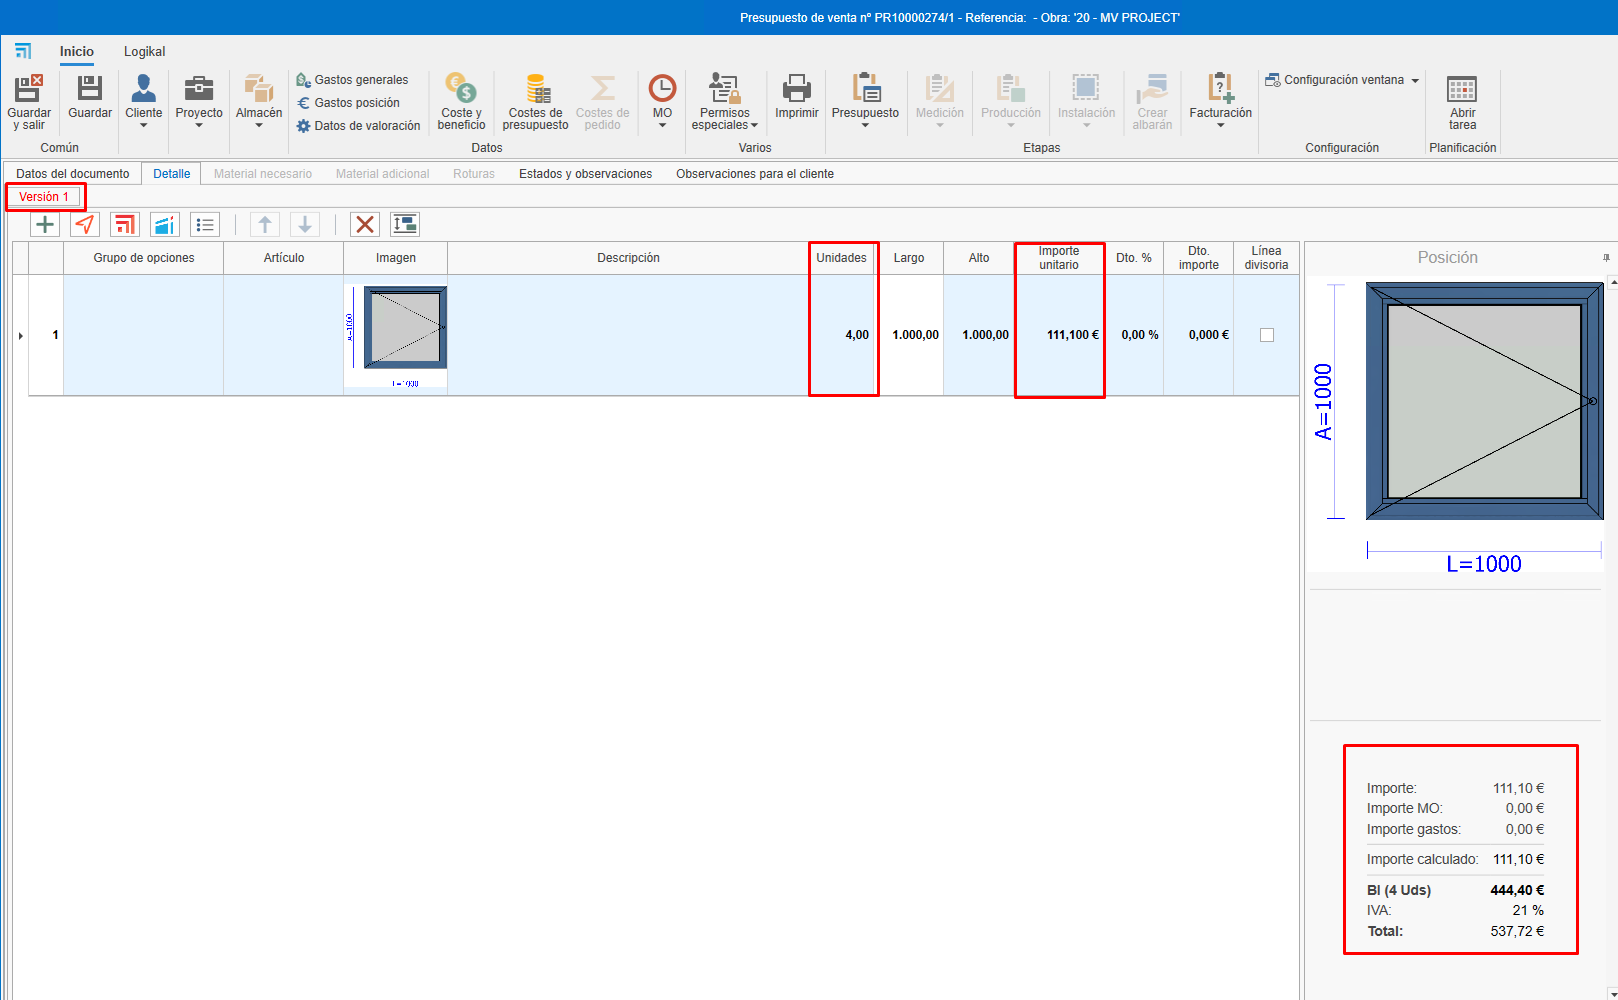 Presupuesto de venta nº PR10000274/1 - Referencia:  - Obra: '20 - MV PROJECT'
Inicio
Logikal
Guardar y salir
Guardar
Cliente
Proyecto
Almacén
Gastos generales
Gastos posición
Datos de valoración
Coste y beneficio
Costes de presupuesto
Costes de pedido
MO
Permisos especiales
Imprimir
Presupuesto
Medición
Producción
Instalación
Crear albarán
Facturación
Configuración ventana
Abrir tarea
Común
Datos
Varios
Etapas
Configuración
Planificación
Datos del documento
Detalle
Material necesario
Material adicional
Roturas
Estados y observaciones
Observaciones para el cliente
Versión 1
Grupo de opciones
Artículo
Imagen
Descripción
Unidades
Largo
Alto
Importe unitario
Dto. %
Dto. importe
Línea divisoria
1
A=1000
L=1000
4,00
1.000,00
1.000,00
111,100 €
0,00 %
0,000 €
Posición
A=1000
L=1000
Importe: 111,10 €
Importe MO: 0,00 €
Importe gastos: 0,00 €
Importe calculado: 111,10 €
BI (4 Uds) 444,40 €
IVA: 21 %
Total: 537,72 €